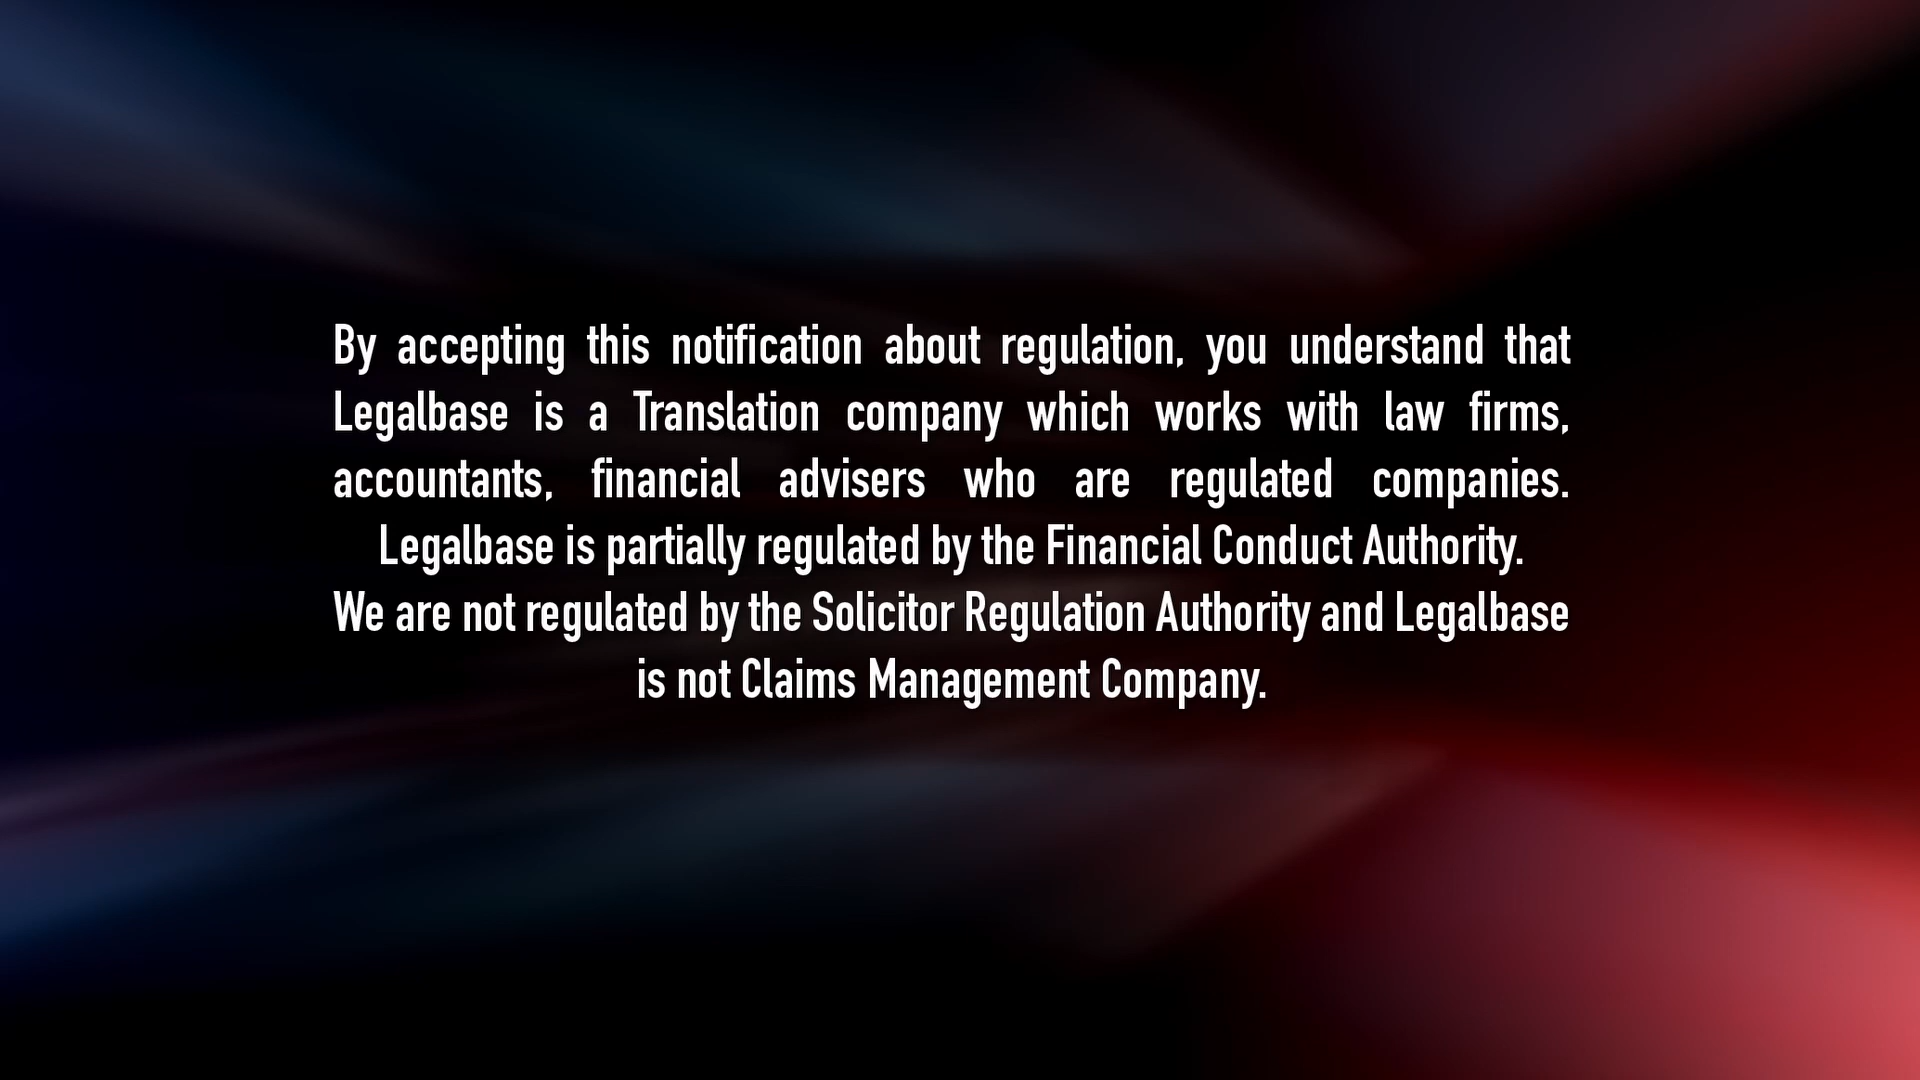 By accepting this notification about regulation, you understand that
Legalbase is a Translation company which works with law firms,
accountants, financial advisers who are regulated companies.
Legalbase is partially regulated by the Financial Conduct Authority.
We are not regulated by the Solicitor Regulation Authority and Legalbase
is not Claims Management Company.